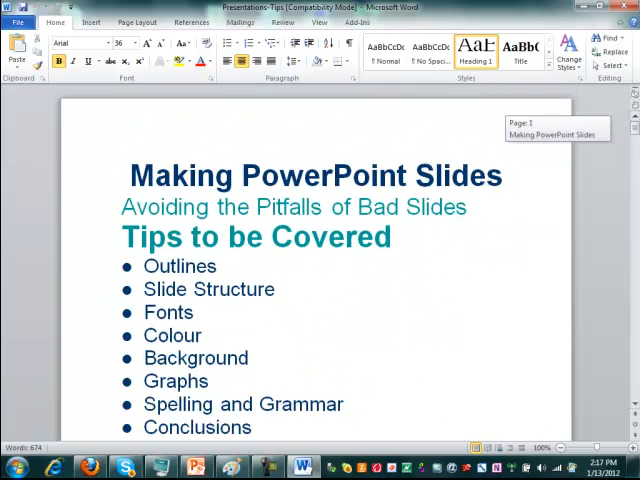 Presentations-Tips [Compatibility Mode] - Microsoft Word
File Home Insert Page Layout References Mailings Review View Add-Ins
Paste
Arial 36
AaBbCcDc AaBbCcDc AaB AaBb(
¶ Normal ¶ No Spaci... Heading 1 Title
Change Styles
Find
Replace
Select
Clipboard Font Paragraph Styles Editing
Page: 1
Making PowerPoint Slides
Making PowerPoint Slides
Avoiding the Pitfalls of Bad Slides
Tips to be Covered
● Outlines
● Slide Structure
● Fonts
● Colour
● Background
● Graphs
● Spelling and Grammar
● Conclusions
Words: 674
100%
2:17 PM
1/13/2012